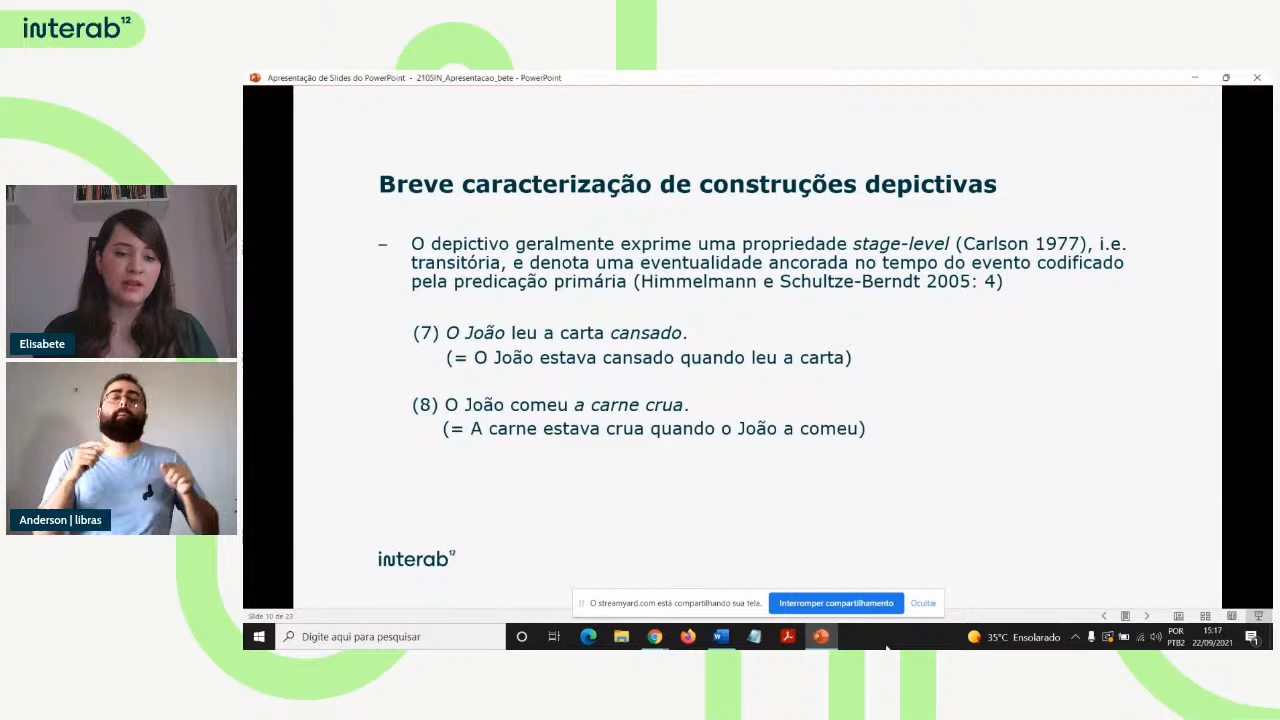 interab¹²
Apresentação de Slides do PowerPoint - 2105IN_Apresentacao_bete - PowerPoint
Breve caracterização de construções depictivas
– O depictivo geralmente exprime uma propriedade stage-level (Carlson 1977), i.e.
transitória, e denota uma eventualidade ancorada no tempo do evento codificado
pela predicação primária (Himmelmann e Schultze-Berndt 2005: 4)
(7) O João leu a carta cansado.
(= O João estava cansado quando leu a carta)
(8) O João comeu a carne crua.
(= A carne estava crua quando o João a comeu)
interab¹²
Elisabete
Anderson | libras
O streamyard.com está compartilhando sua tela.
Interromper compartilhamento
Ocultar
Slide 10 de 23
Digite aqui para pesquisar
35°C Ensolarado
POR
PTB2
15:17
22/09/2021